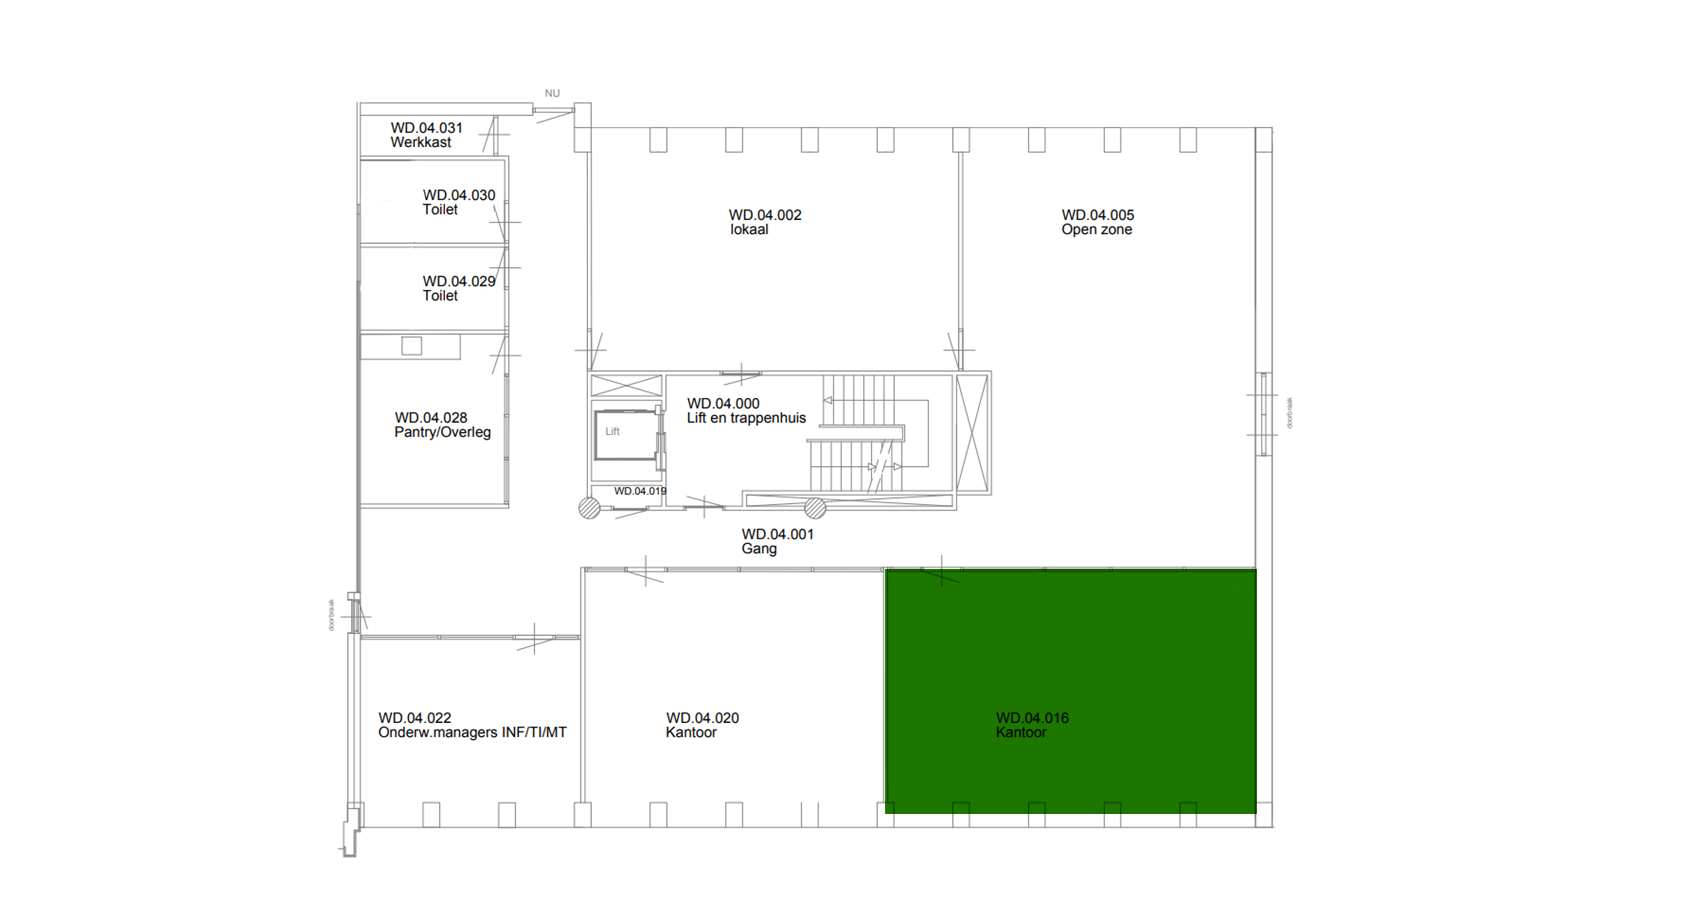 NU
WD.04.031
Werkkast
WD.04.030
Toilet
WD.04.002
lokaal
WD.04.005
Open zone
WD.04.029
Toilet
WD.04.028
Pantry/Overleg
Lift
WD.04.000
Lift en trappenhuis
doorbraak
WD.04.019
WD.04.001
Gang
doorbraak
WD.04.022
Onderw.managers INF/TI/MT
WD.04.020
Kantoor
WD.04.016
Kantoor